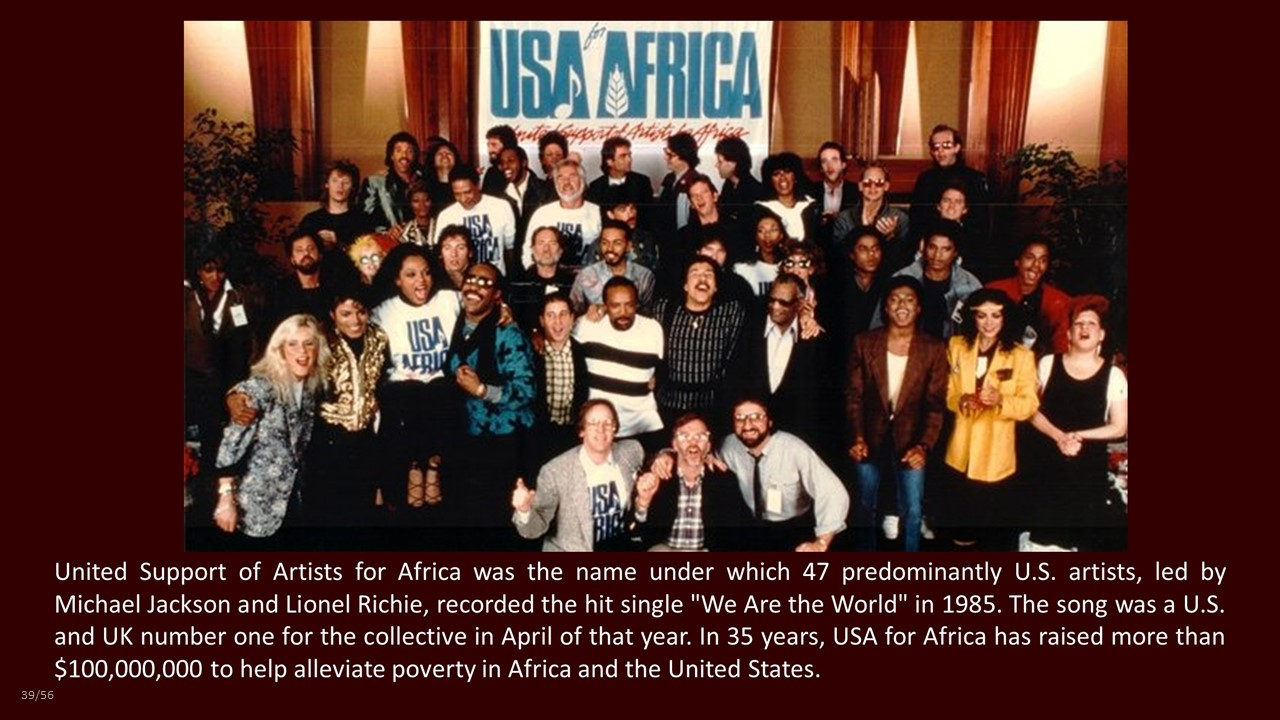 for
USA AFRICA
United Support of Artists for Africa
USA
AFRICA
USA
USA
AFRICA
USA
United Support of Artists for Africa was the name under which 47 predominantly U.S. artists, led by
Michael Jackson and Lionel Richie, recorded the hit single "We Are the World" in 1985. The song was a U.S.
and UK number one for the collective in April of that year. In 35 years, USA for Africa has raised more than
$100,000,000 to help alleviate poverty in Africa and the United States.
39/56